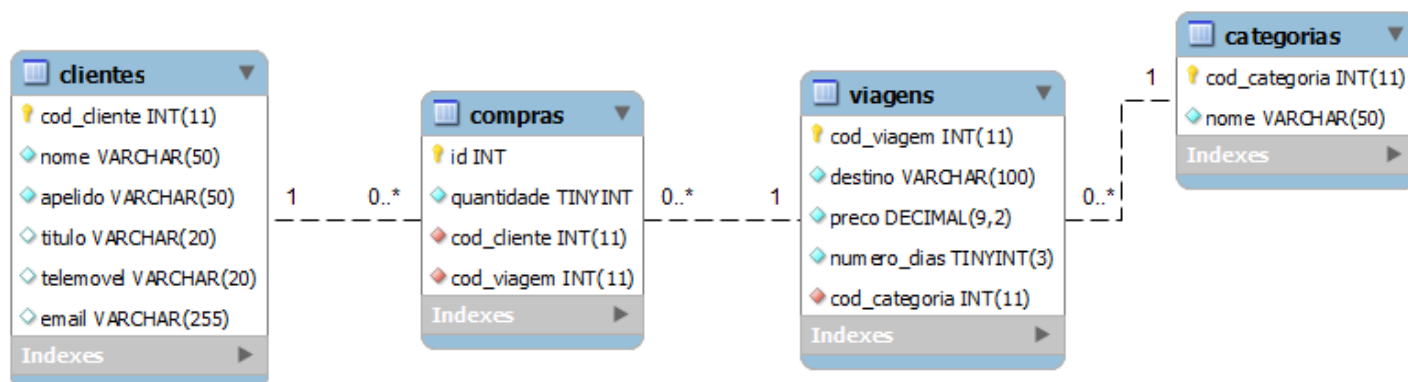 clientes
cod_cliente INT(11)
nome VARCHAR(50)
apelido VARCHAR(50)
titulo VARCHAR(20)
telemovel VARCHAR(20)
email VARCHAR(255)
Indexes
1
0..*
compras
id INT
quantidade TINYINT
cod_cliente INT(11)
cod_viagem INT(11)
Indexes
0..*
1
viagens
cod_viagem INT(11)
destino VARCHAR(100)
preco DECIMAL(9,2)
numero_dias TINYINT(3)
cod_categoria INT(11)
Indexes
0..*
1
categorias
cod_categoria INT(11)
nome VARCHAR(50)
Indexes